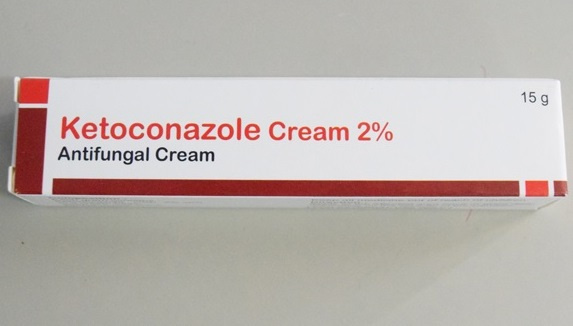 15 g
Ketoconazole Cream 2%
Antifungal Cream